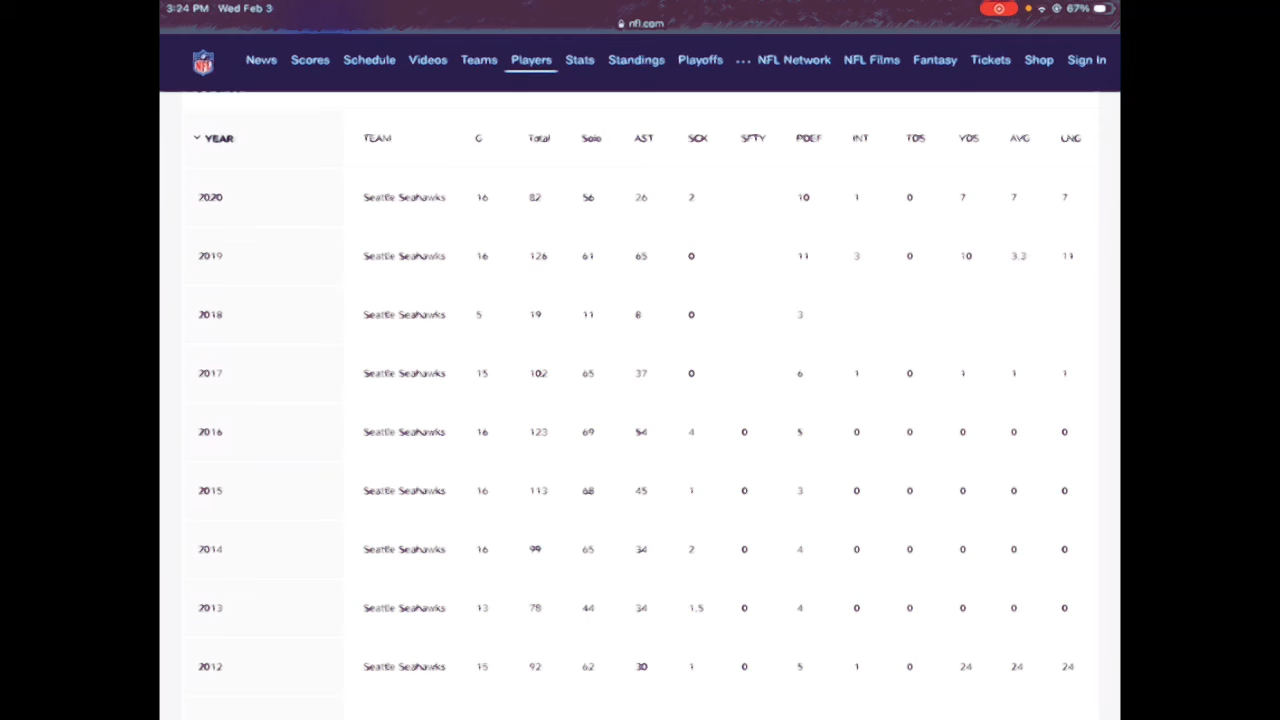 3:24 PM Wed Feb 3 67%
nfl.com
NFL News Scores Schedule Videos Teams Players Stats Standings Playoffs ... NFL Network NFL Films Fantasy Tickets Shop Sign In
YEAR TEAM G Total Solo AST SCK SFTY PDEF INT TDS YDS AVG LNG
2020 Seattle Seahawks 16 82 56 26 2 10 1 0 7 7 7
2019 Seattle Seahawks 16 126 61 65 0 11 3 0 10 3.3 11
2018 Seattle Seahawks 5 19 11 8 0 3
2017 Seattle Seahawks 15 102 65 37 0 6 1 0 1 1 1
2016 Seattle Seahawks 16 123 69 54 4 0 5 0 0 0 0 0
2015 Seattle Seahawks 16 113 68 45 1 0 3 0 0 0 0 0
2014 Seattle Seahawks 16 99 65 34 2 0 4 0 0 0 0 0
2013 Seattle Seahawks 13 78 44 34 1.5 0 4 0 0 0 0 0
2012 Seattle Seahawks 15 92 62 30 1 0 5 1 0 24 24 24